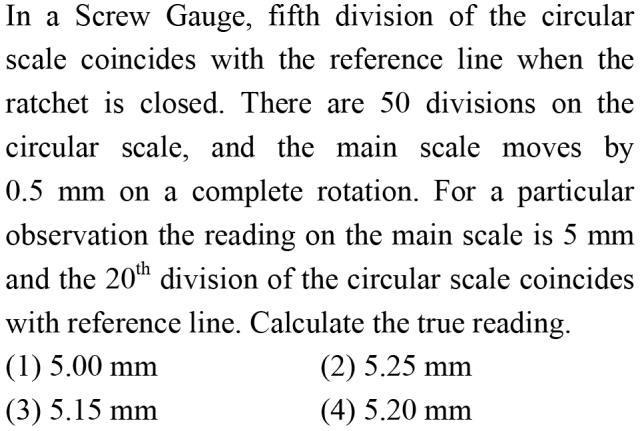 In a Screw Gauge, fifth division of the circular
scale coincides with the reference line when the
ratchet is closed. There are 50 divisions on the
circular scale, and the main scale moves by
0.5 mm on a complete rotation. For a particular
observation the reading on the main scale is 5 mm
and the 20th division of the circular scale coincides
with reference line. Calculate the true reading.
(1) 5.00 mm (2) 5.25 mm
(3) 5.15 mm (4) 5.20 mm